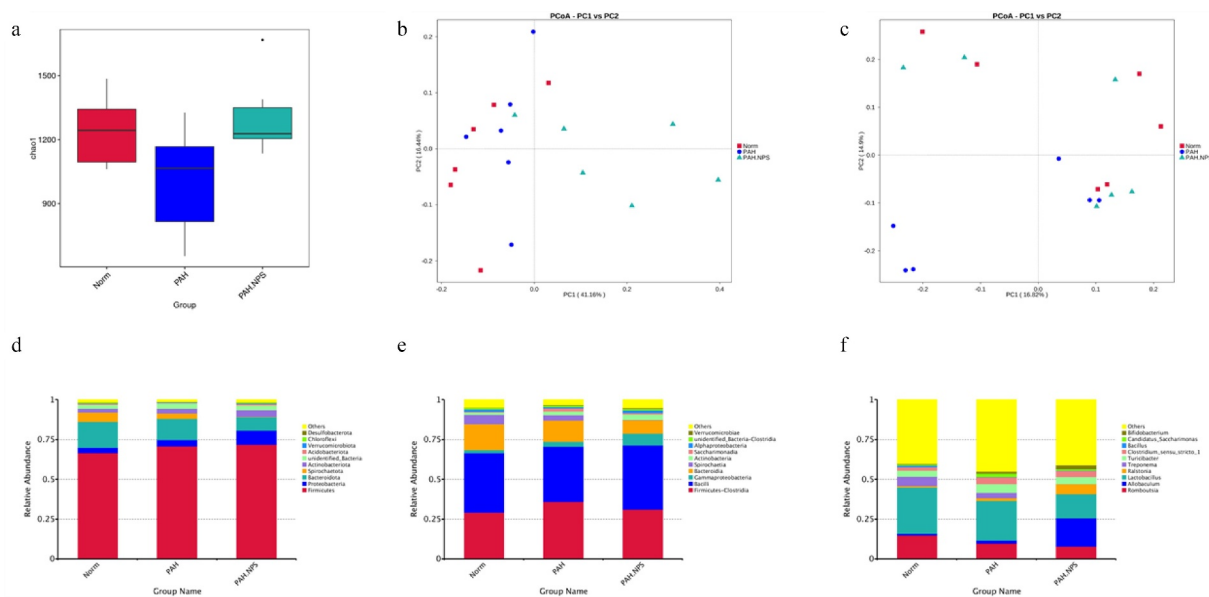 a
1500
1200
900
chao1
Norm
PAH
PAH.NPS
Group
b
PCoA - PC1 vs PC2
0.2
0.1
0.0
-0.1
-0.2
PC2 ( 16.44% )
-0.2
0.0
0.2
0.4
PC1 ( 41.16% )
Norm
PAH
PAH.NPS
c
PCoA - PC1 vs PC2
0.2
0.1
0.0
-0.1
-0.2
PC2 ( 14.9% )
-0.2
-0.1
0.0
0.1
0.2
PC1 ( 16.82% )
Norm
PAH
PAH.NP
d
1
0.75
0.5
0.25
0
Relative Abundance
Norm
PAH
PAH.NPS
Group Name
Others
Desulfobacterota
Chloroflexi
Verrucomicrobiota
Acidobacteriota
unidentified_Bacteria
Actinobacteriota
Spirochaetota
Bacteroidota
Proteobacteria
Firmicutes
e
1
0.75
0.5
0.25
0
Relative Abundance
Norm
PAH
PAH.NPS
Group Name
Others
Verrucomicrobiae
unidentified_Bacteria-Clostridia
Alphaproteobacteria
Saccharimonadia
Actinobacteria
Spirochaetia
Bacteroidia
Gammaproteobacteria
Bacilli
Firmicutes-Clostridia
f
1
0.75
0.5
0.25
0
Relative Abundance
Norm
PAH
PAH.NPS
Group Name
Others
Bifidobacterium
Candidatus_Saccharimonas
Bacillus
Clostridium_sensu_stricto_1
Turicibacter
Treponema
Ralstonia
Lactobacillus
Allobaculum
Romboutsia